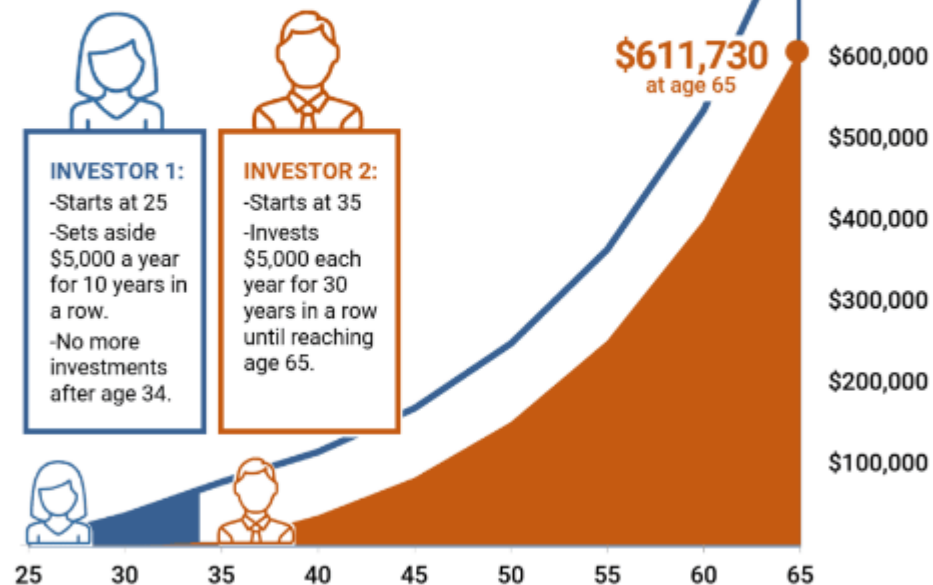 $611,730
at age 65
INVESTOR 1:
-Starts at 25
-Sets aside
$5,000 a year
for 10 years in
a row.
-No more
investments
after age 34.
INVESTOR 2:
-Starts at 35
-Invests
$5,000 each
year for 30
years in a row
until reaching
age 65.
$600,000
$500,000
$400,000
$300,000
$200,000
$100,000
25 30 35 40 45 50 55 60 65